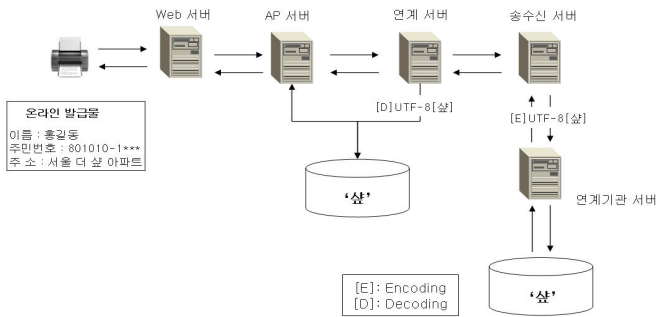 Web 서버
AP 서버
연계 서버
송수신 서버
온라인 발급물
이름 : 홍길동
주민번호 : 801010-1***
주 소 : 서울 더 샾 아파트
[D]UTF-8[샾]
[E]UTF-8[샾]
연계기관 서버
‘샾’
‘샾’
[E]: Encoding
[D]: Decoding